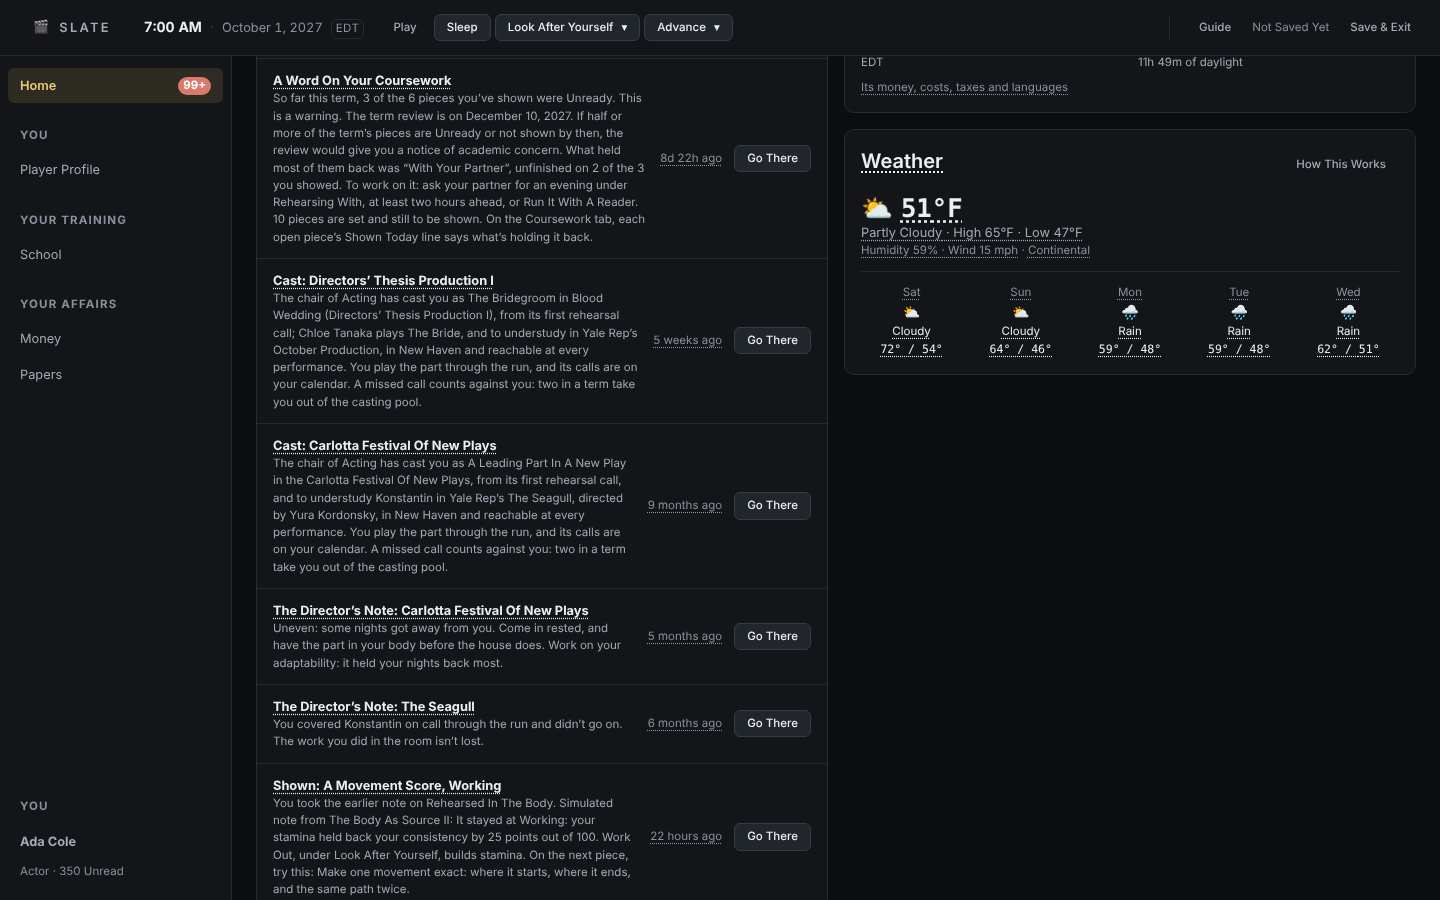 SLATE
7:00 AM · October 1, 2027 EDT
Play
Sleep
Look After Yourself ▾
Advance ▾
Guide
Not Saved Yet
Save & Exit
Home
99+
YOU
Player Profile
YOUR TRAINING
School
YOUR AFFAIRS
Money
Papers
YOU
Ada Cole
Actor · 350 Unread
A Word On Your Coursework
So far this term, 3 of the 6 pieces you’ve shown were Unready. This
is a warning. The term review is on December 10, 2027. If half or
more of the term’s pieces are Unready or not shown by then, the
review would give you a notice of academic concern. What held
most of them back was “With Your Partner”, unfinished on 2 of the 3
you showed. To work on it: ask your partner for an evening under
Rehearsing With, at least two hours ahead, or Run It With A Reader.
10 pieces are set and still to be shown. On the Coursework tab, each
open piece’s Shown Today line says what’s holding it back.
8d 22h ago
Go There
Cast: Directors’ Thesis Production I
The chair of Acting has cast you as The Bridegroom in Blood
Wedding (Directors’ Thesis Production I), from its first rehearsal
call; Chloe Tanaka plays The Bride, and to understudy in Yale Rep’s
October Production, in New Haven and reachable at every
performance. You play the part through the run, and its calls are on
your calendar. A missed call counts against you: two in a term take
you out of the casting pool.
5 weeks ago
Go There
Cast: Carlotta Festival Of New Plays
The chair of Acting has cast you as A Leading Part In A New Play
in the Carlotta Festival Of New Plays, from its first rehearsal call,
and to understudy Konstantin in Yale Rep’s The Seagull, directed
by Yura Kordonsky, in New Haven and reachable at every
performance. You play the part through the run, and its calls are
on your calendar. A missed call counts against you: two in a term
take you out of the casting pool.
9 months ago
Go There
The Director’s Note: Carlotta Festival Of New Plays
Uneven: some nights got away from you. Come in rested, and
have the part in your body before the house does. Work on your
adaptability: it held your nights back most.
5 months ago
Go There
The Director’s Note: The Seagull
You covered Konstantin on call through the run and didn’t go on.
The work you did in the room isn’t lost.
6 months ago
Go There
Shown: A Movement Score, Working
You took the earlier note on Rehearsed In The Body. Simulated
note from The Body As Source II: It stayed at Working: your
stamina held back your consistency by 25 points out of 100. Work
Out, under Look After Yourself, builds stamina. On the next piece,
try this: Make one movement exact: where it starts, where it ends,
and the same path twice.
22 hours ago
Go There
EDT
11h 49m of daylight
Its money, costs, taxes and languages
Weather
How This Works
51°F
Partly Cloudy · High 65°F · Low 47°F
Humidity 59% · Wind 15 mph · Continental
Sat Sun Mon Tue Wed
Cloudy Cloudy Rain Rain Rain
72° / 54° 64° / 46° 59° / 48° 59° / 48° 62° / 51°